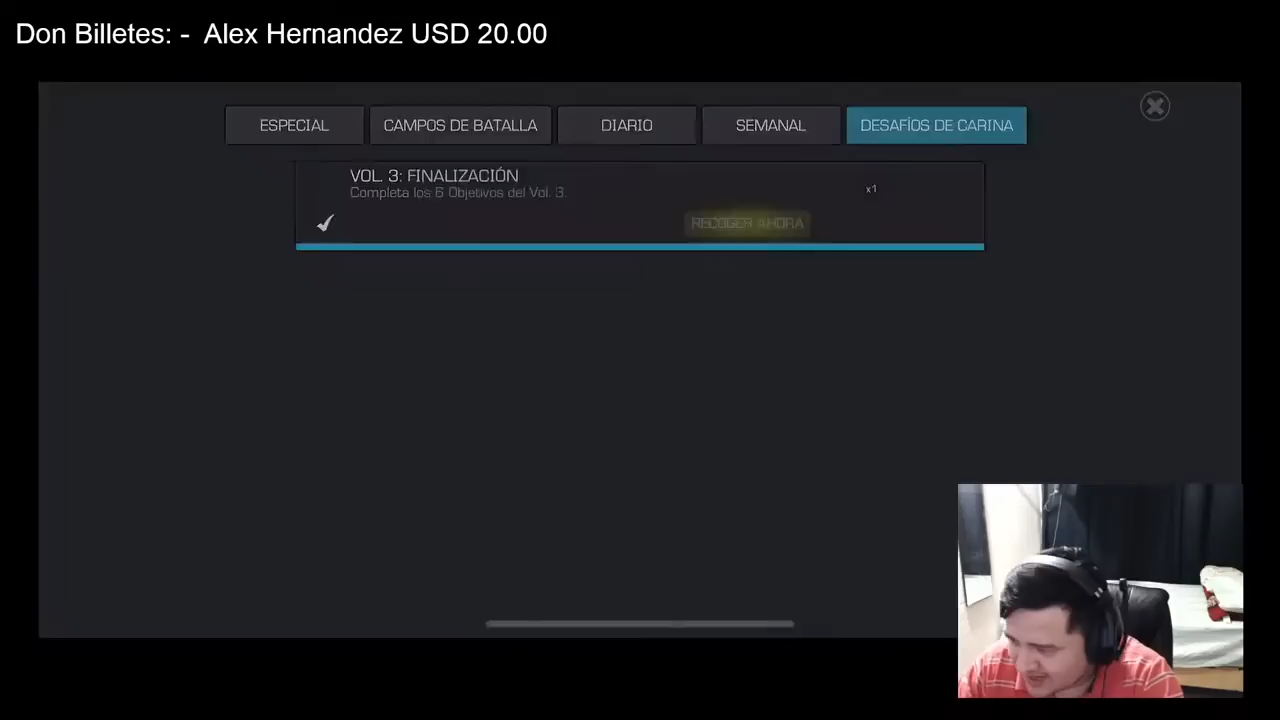 Don Billetes: - Alex Hernandez USD 20.00
ESPECIAL
CAMPOS DE BATALLA
DIARIO
SEMANAL
DESAFÍOS DE CARINA
VOL. 3: FINALIZACIÓN
Completa los 6 Objetivos del Vol. 3.
x1
RECOGER AHORA